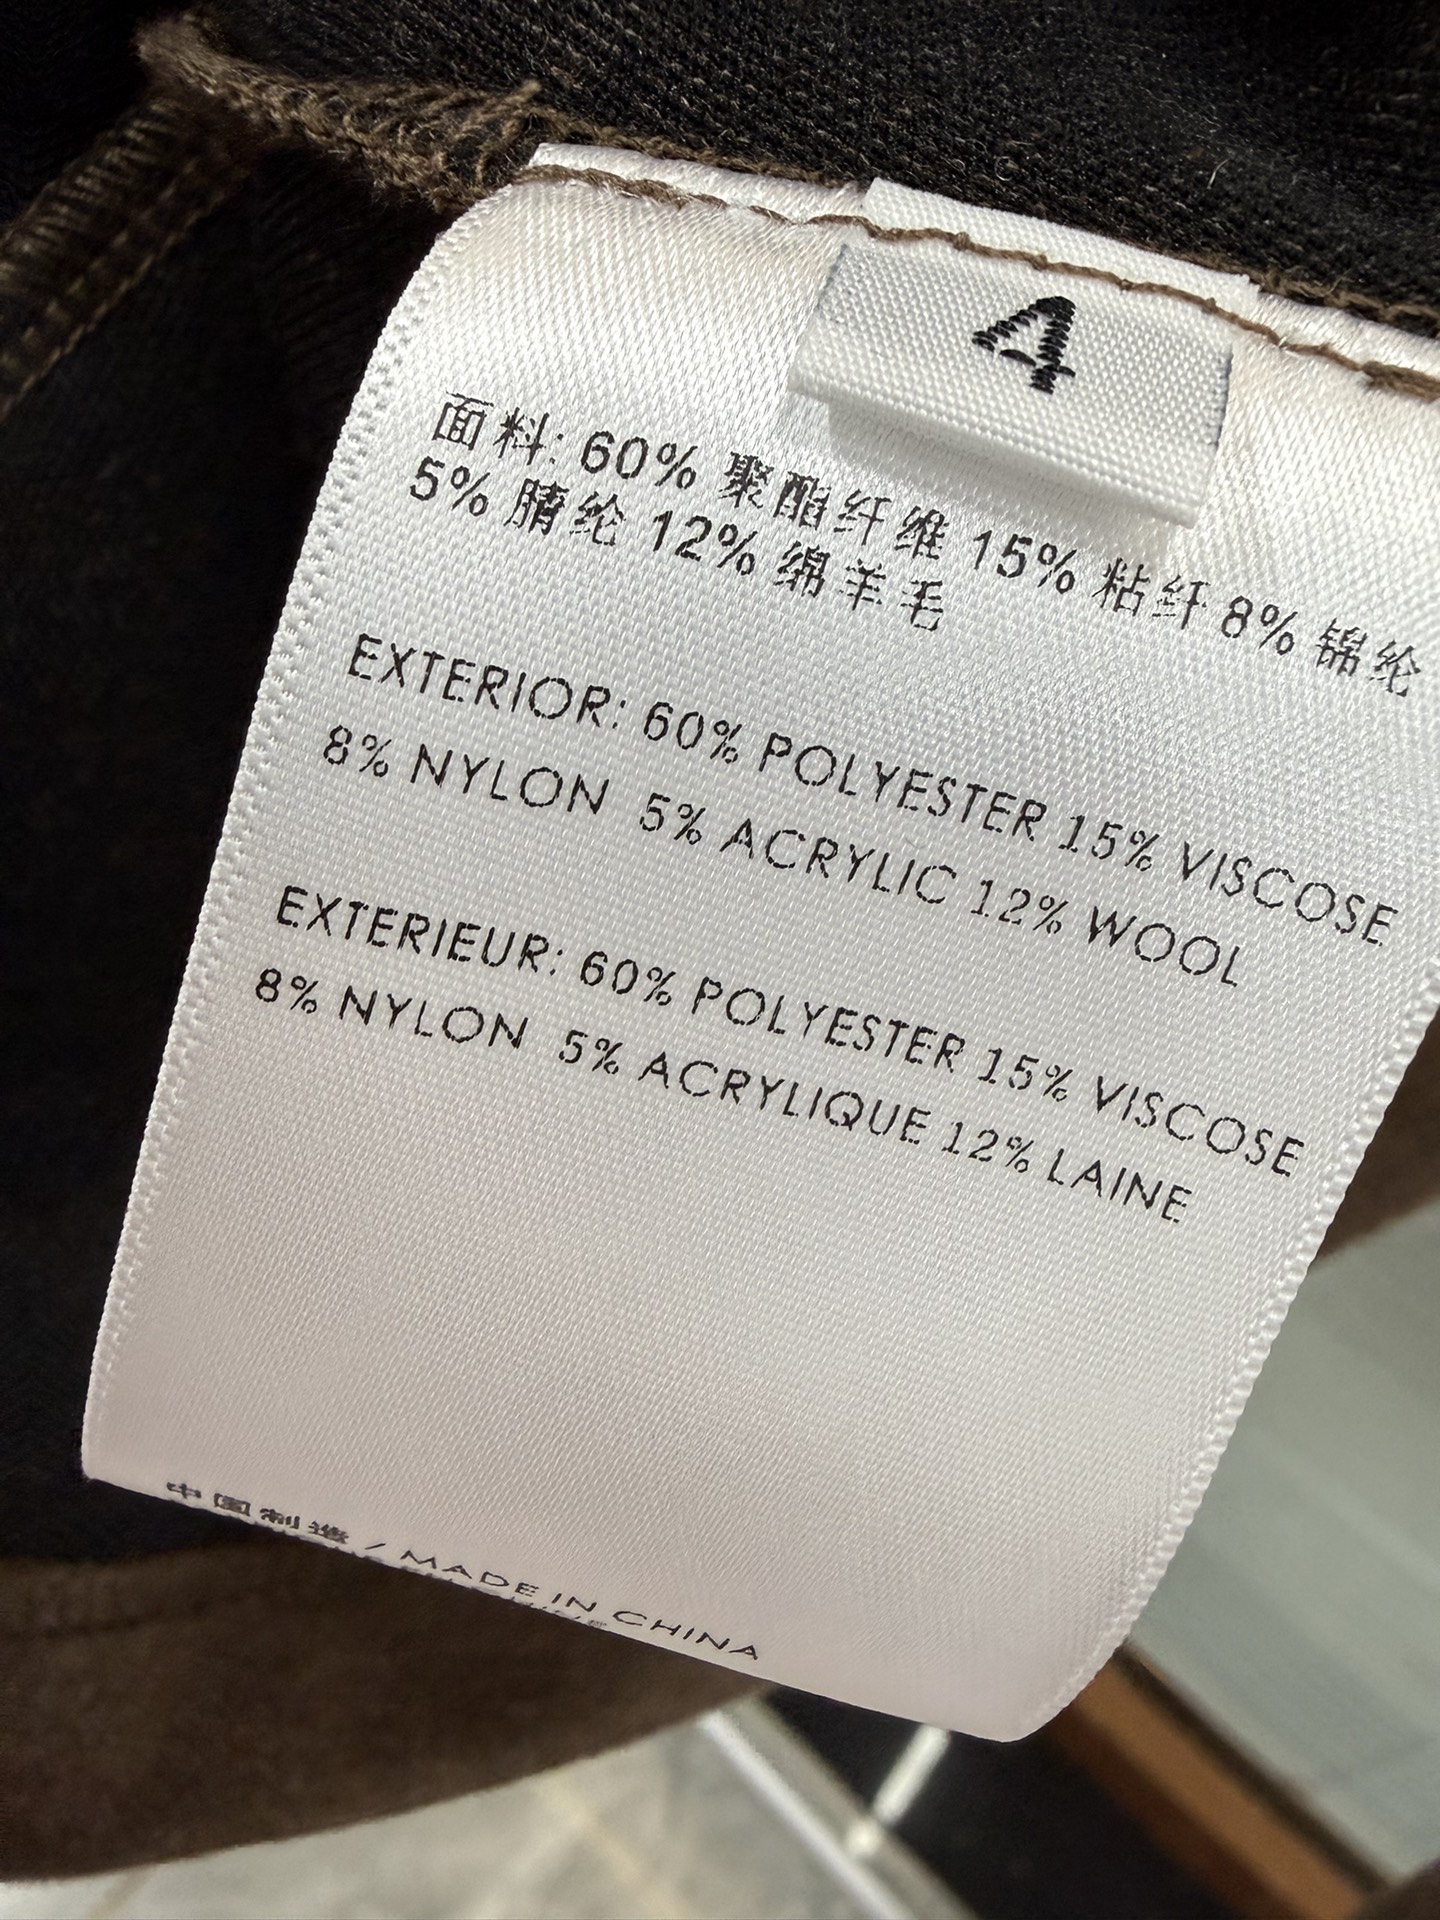 4
面料: 60% 聚酯纤维 15% 粘纤 8% 锦纶
5% 腈纶 12% 绵羊毛
EXTERIOR: 60% POLYESTER 15% VISCOSE
8% NYLON 5% ACRYLIC 12% WOOL
EXTERIEUR: 60% POLYESTER 15% VISCOSE
8% NYLON 5% ACRYLIQUE 12% LAINE
中国制造 / MADE IN CHINA